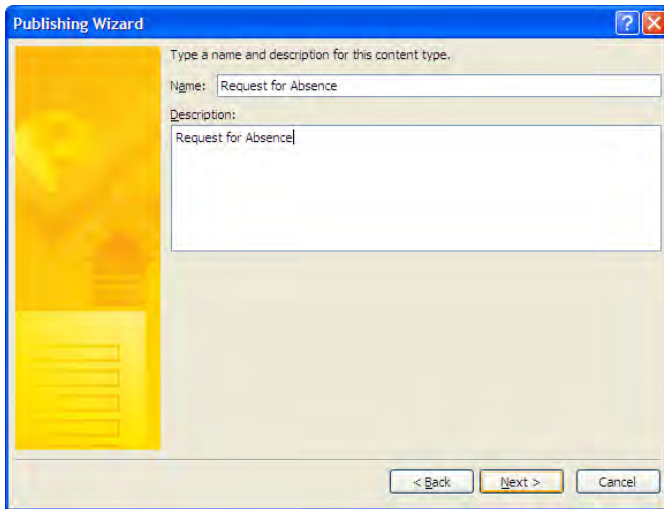 Publishing Wizard
Type a name and description for this content type.
Name: Request for Absence
Description:
Request for Absence
< Back Next > Cancel